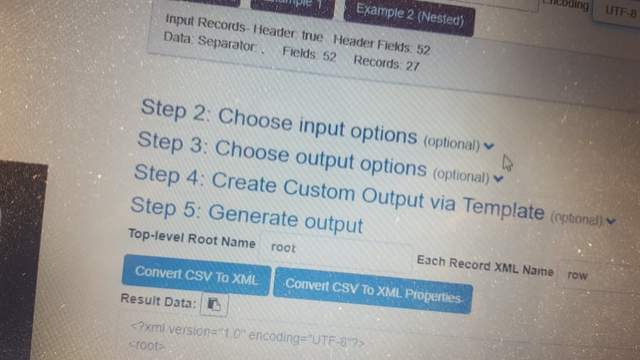 Example 1
Example 2 (Nested)
Encoding
UTF-8
Input Records- Header: true Header Fields: 52
Data: Separator: , Fields: 52 Records: 27
Step 2: Choose input options (optional)
Step 3: Choose output options (optional)
Step 4: Create Custom Output via Template (optional)
Step 5: Generate output
Top-level Root Name root Each Record XML Name row
Convert CSV To XML Convert CSV To XML Properties
Result Data:
<?xml version="1.0" encoding="UTF-8"?>
<root>